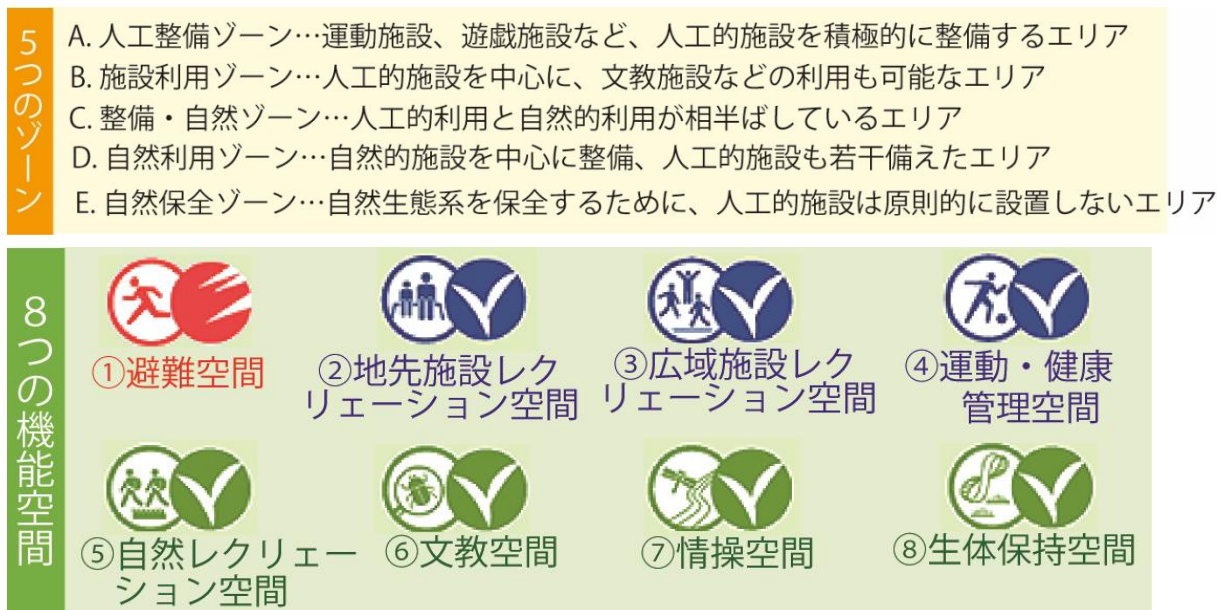 5つのゾーン
A. 人工整備ゾーン…運動施設、遊戯施設など、人工的施設を積極的に整備するエリア
B. 施設利用ゾーン…人工的施設を中心に、文教施設などの利用も可能なエリア
C. 整備・自然ゾーン…人工的利用と自然的利用が相半ばしているエリア
D. 自然利用ゾーン…自然的施設を中心に整備、人工的施設も若干備えたエリア
E. 自然保全ゾーン…自然生態系を保全するために、人工的施設は原則的に設置しないエリア
8つの機能空間
①避難空間
②地先施設レク
リェーション空間
③広域施設レク
リェーション空間
④運動・健康
管理空間
⑤自然レクリェー
ション空間
⑥文教空間
⑦情操空間
⑧生体保持空間